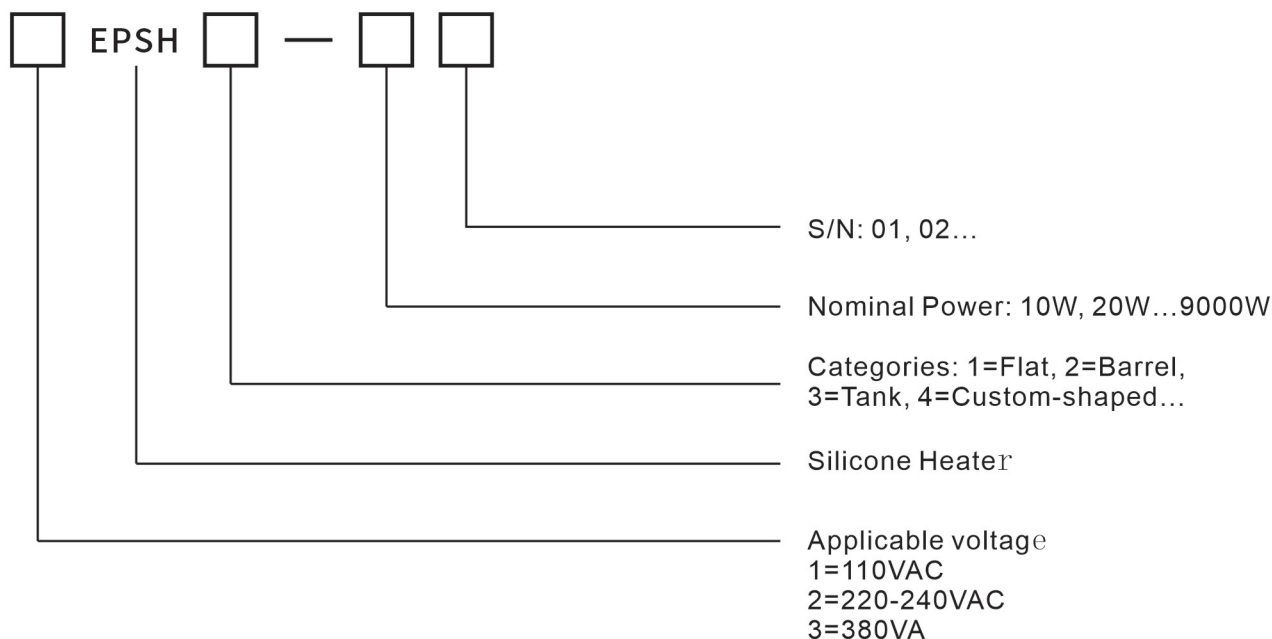 EPSH —
S/N: 01, 02…
Nominal Power: 10W, 20W…9000W
Categories: 1=Flat, 2=Barrel,
3=Tank, 4=Custom-shaped…
Silicone Heater
Applicable voltage
1=110VAC
2=220-240VAC
3=380VA